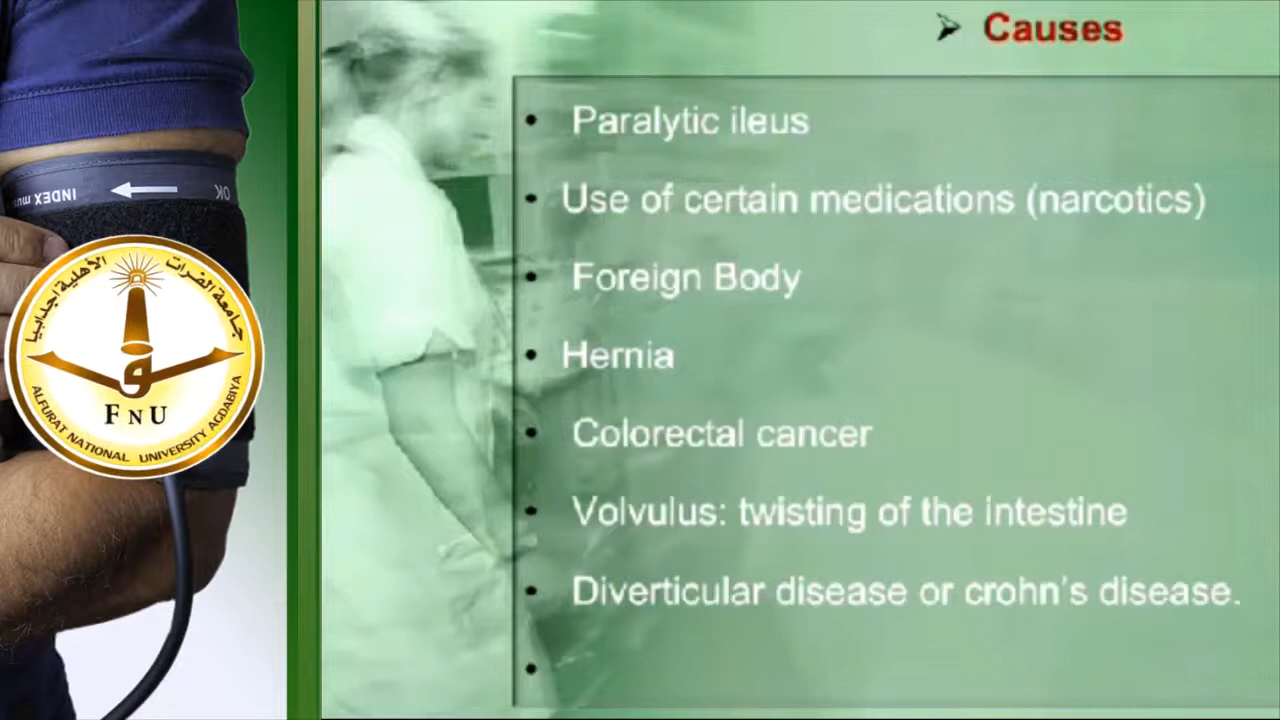 ➢ Causes
• Paralytic ileus
• Use of certain medications (narcotics)
• Foreign Body
• Hernia
• Colorectal cancer
• Volvulus: twisting of the intestine
• Diverticular disease or crohn's disease.
•
INDEX
OK
جامعة الفرات الأهلية اجدابيا
FNU
ALFURAT NATIONAL UNIVERSITY AGDABIYA